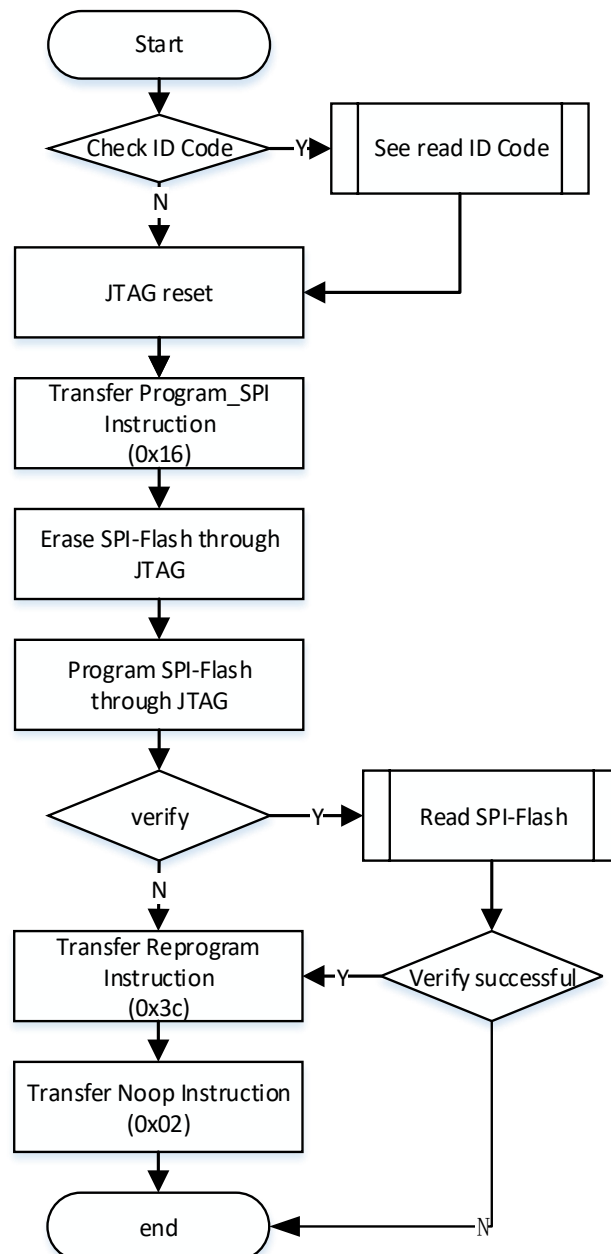 Start
Check ID Code
Y
See read ID Code
N
JTAG reset
Transfer Program_SPI
Instruction
(0x16)
Erase SPI-Flash through
JTAG
Program SPI-Flash
through JTAG
verify
Y
Read SPI-Flash
N
Transfer Reprogram
Instruction
(0x3c)
Y
Verify successful
Transfer Noop Instruction
(0x02)
end
N